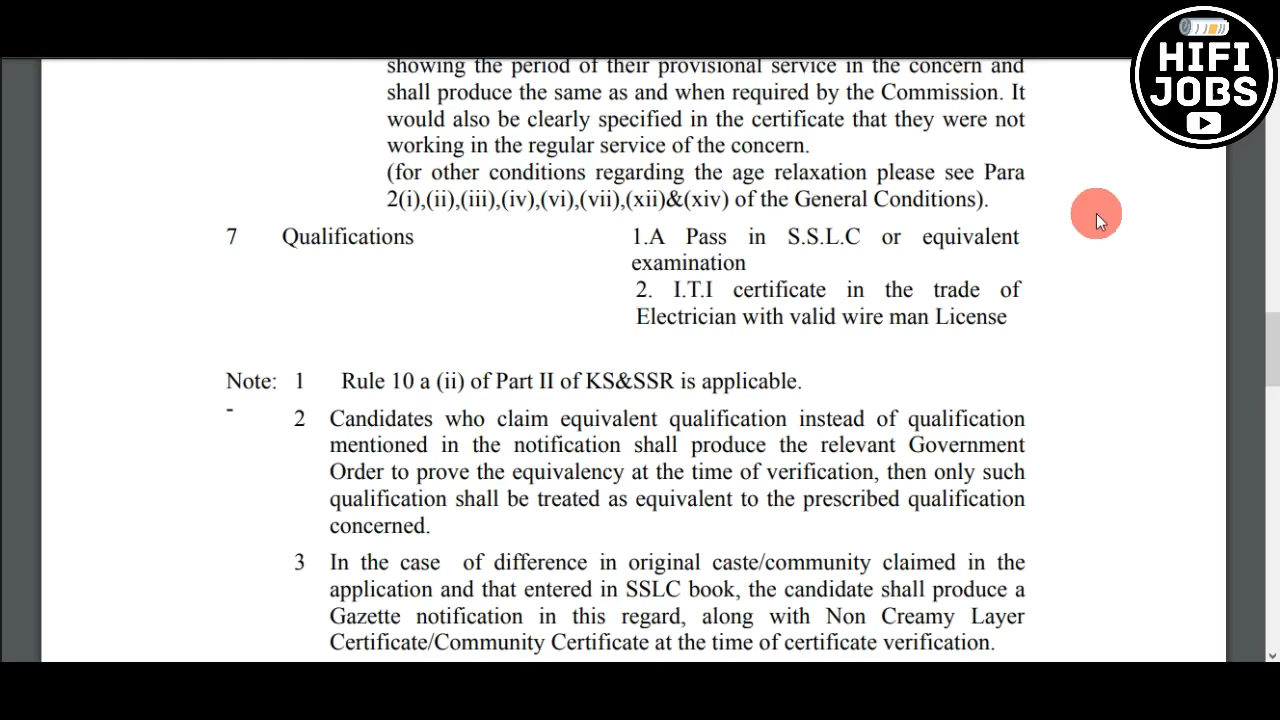 HIFI
JOBS
showing the period of their provisional service in the concern and
shall produce the same as and when required by the Commission. It
would also be clearly specified in the certificate that they were not
working in the regular service of the concern.
(for other conditions regarding the age relaxation please see Para
2(i),(ii),(iii),(iv),(vi),(vii),(xii)&(xiv) of the General Conditions).
7 Qualifications 1.A Pass in S.S.L.C or equivalent
examination
2. I.T.I certificate in the trade of
Electrician with valid wire man License
Note: 1 Rule 10 a (ii) of Part II of KS&SSR is applicable.
-
2 Candidates who claim equivalent qualification instead of qualification
mentioned in the notification shall produce the relevant Government
Order to prove the equivalency at the time of verification, then only such
qualification shall be treated as equivalent to the prescribed qualification
concerned.
3 In the case of difference in original caste/community claimed in the
application and that entered in SSLC book, the candidate shall produce a
Gazette notification in this regard, along with Non Creamy Layer
Certificate/Community Certificate at the time of certificate verification.